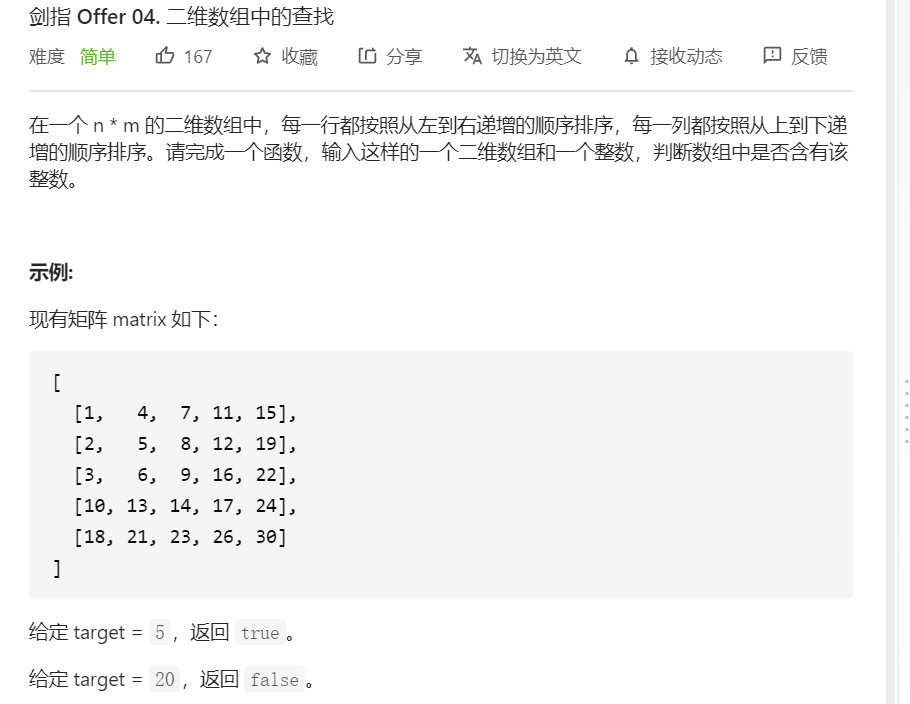 剑指 Offer 04. 二维数组中的查找
难度 简单 167 收藏 分享 切换为英文 接收动态 反馈
在一个 n * m 的二维数组中，每一行都按照从左到右递增的顺序排序，每一列都按照从上到下递
增的顺序排序。请完成一个函数，输入这样的一个二维数组和一个整数，判断数组中是否含有该
整数。
示例:
现有矩阵 matrix 如下：
[
[1, 4, 7, 11, 15],
[2, 5, 8, 12, 19],
[3, 6, 9, 16, 22],
[10, 13, 14, 17, 24],
[18, 21, 23, 26, 30]
]
给定 target = 5，返回 true。
给定 target = 20，返回 false。